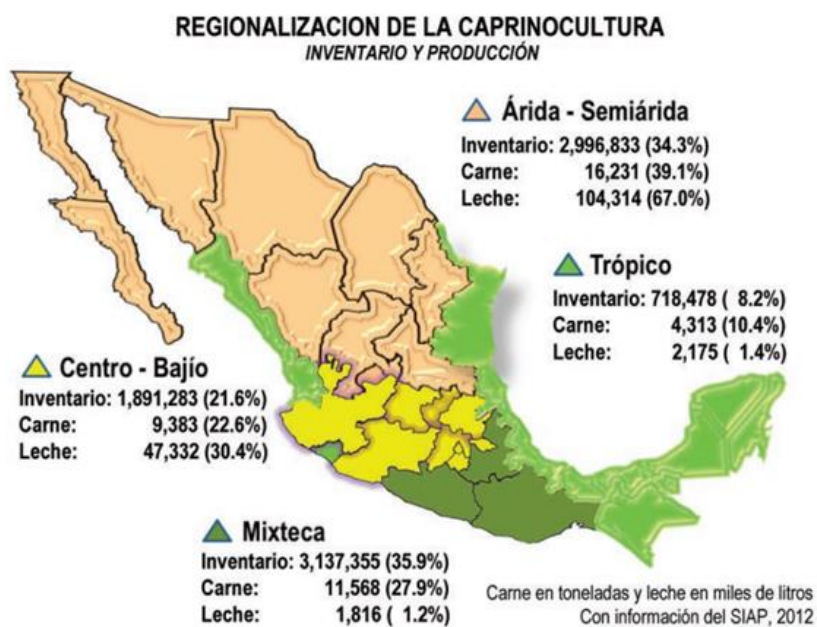 REGIONALIZACION DE LA CAPRINOCULTURA
INVENTARIO Y PRODUCCIÓN
Árida - Semiárida
Inventario: 2,996,833 (34.3%)
Carne: 16,231 (39.1%)
Leche: 104,314 (67.0%)
Trópico
Inventario: 718,478 ( 8.2%)
Carne: 4,313 (10.4%)
Leche: 2,175 ( 1.4%)
Centro - Bajío
Inventario: 1,891,283 (21.6%)
Carne: 9,383 (22.6%)
Leche: 47,332 (30.4%)
Mixteca
Inventario: 3,137,355 (35.9%)
Carne: 11,568 (27.9%)
Leche: 1,816 ( 1.2%)
Carne en toneladas y leche en miles de litros
Con información del SIAP, 2012